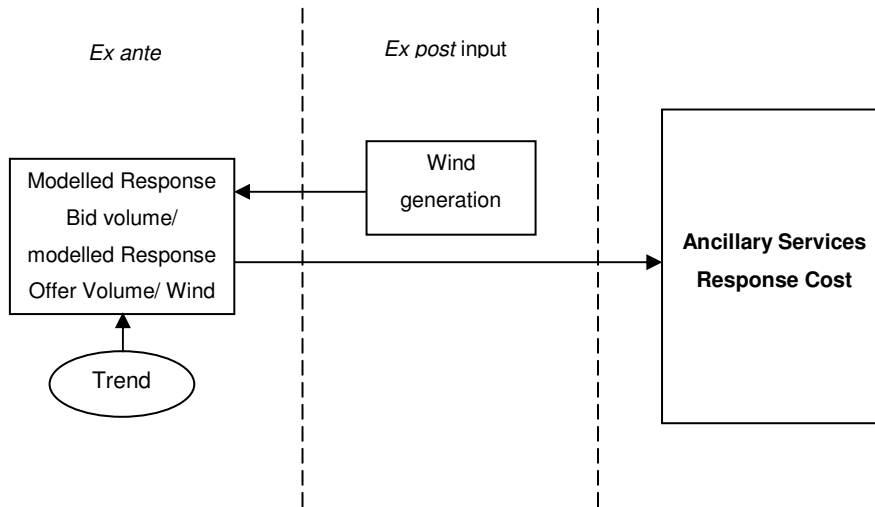 Ex ante
Ex post input
Wind
generation
Modelled Response
Bid volume/
modelled Response
Offer Volume/ Wind
Ancillary Services
Response Cost
Trend